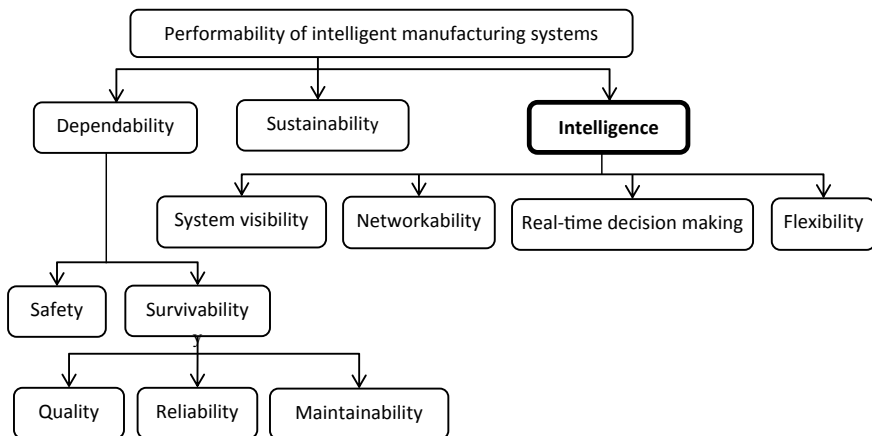 Performability of intelligent manufacturing systems
Dependability
Sustainability
Intelligence
System visibility
Networkability
Real-time decision making
Flexibility
Safety
Survivability
y
Quality
Reliability
Maintainability